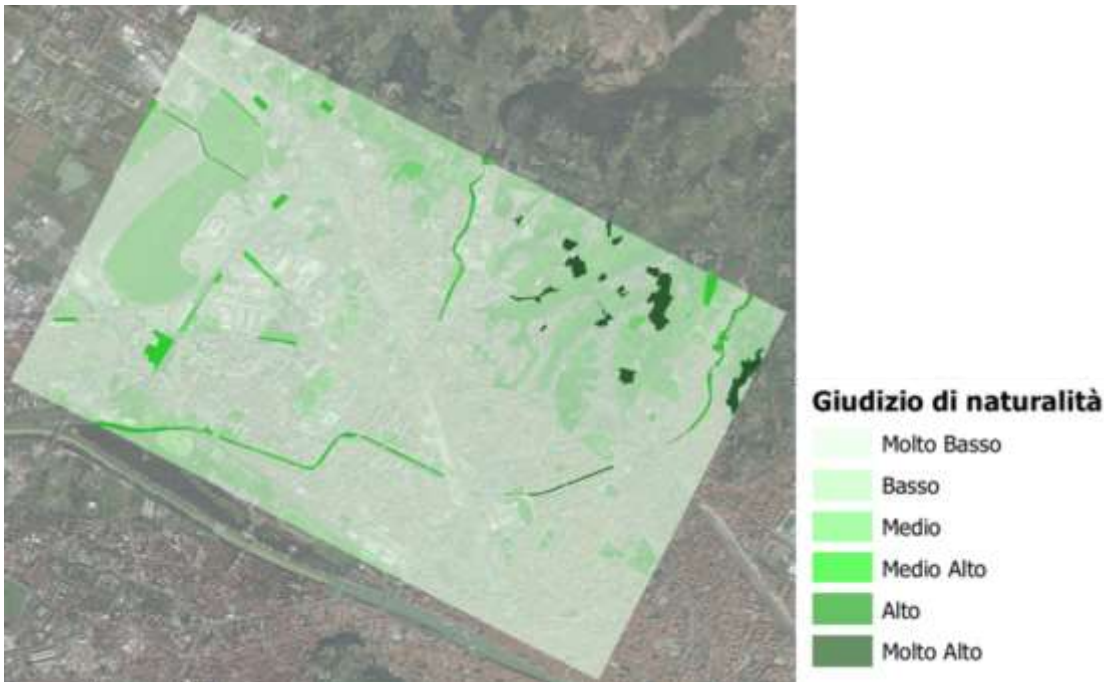 Giudizio di naturalità
Molto Basso
Basso
Medio
Medio Alto
Alto
Molto Alto